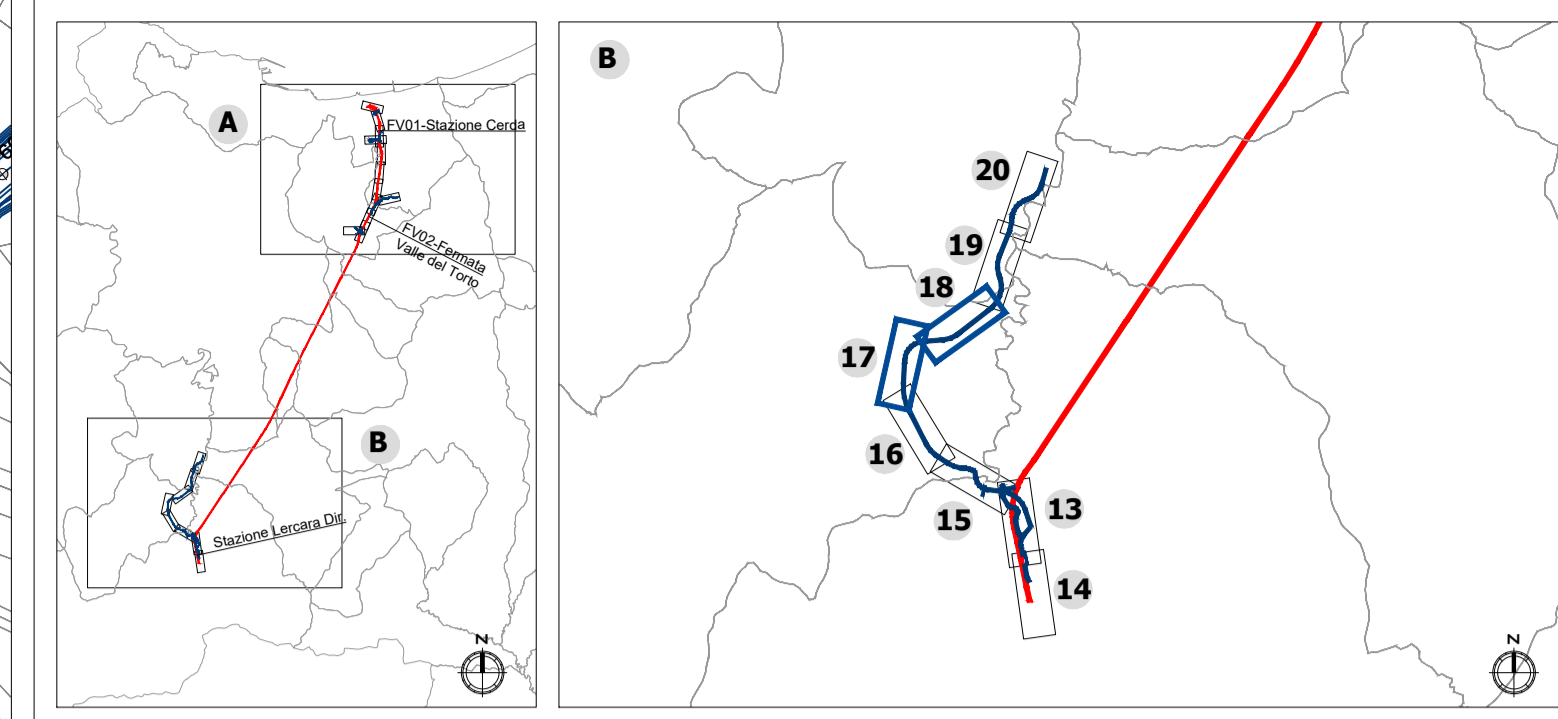 A
FV01-Stazione Cerda
FV02-Fermata
Valle del Torto
B
Stazione Lercara Dir.
N
B
20
19
18
17
16
15
13
14
N